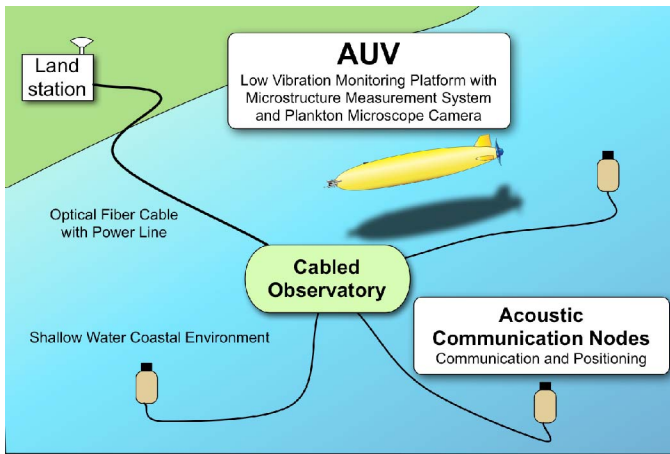 Land
station
AUV
Low Vibration Monitoring Platform with
Microstructure Measurement System
and Plankton Microscope Camera
Optical Fiber Cable
with Power Line
Cabled
Observatory
Shallow Water Coastal Environment
Acoustic
Communication Nodes
Communication and Positioning